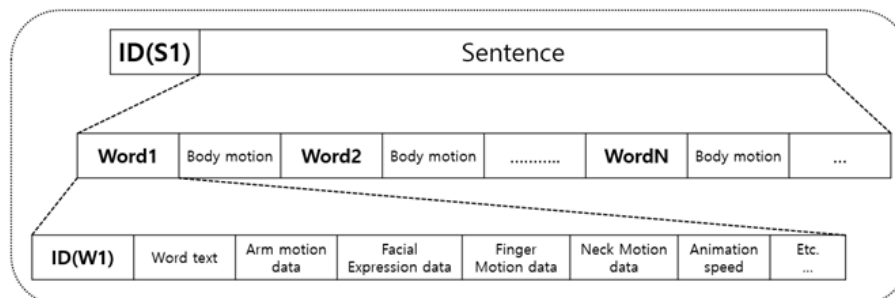 ID(S1) Sentence
Word1 Body motion Word2 Body motion ........... WordN Body motion ...
ID(W1) Word text Arm motion data Facial Expression data Finger Motion data Neck Motion data Animation speed Etc. ...